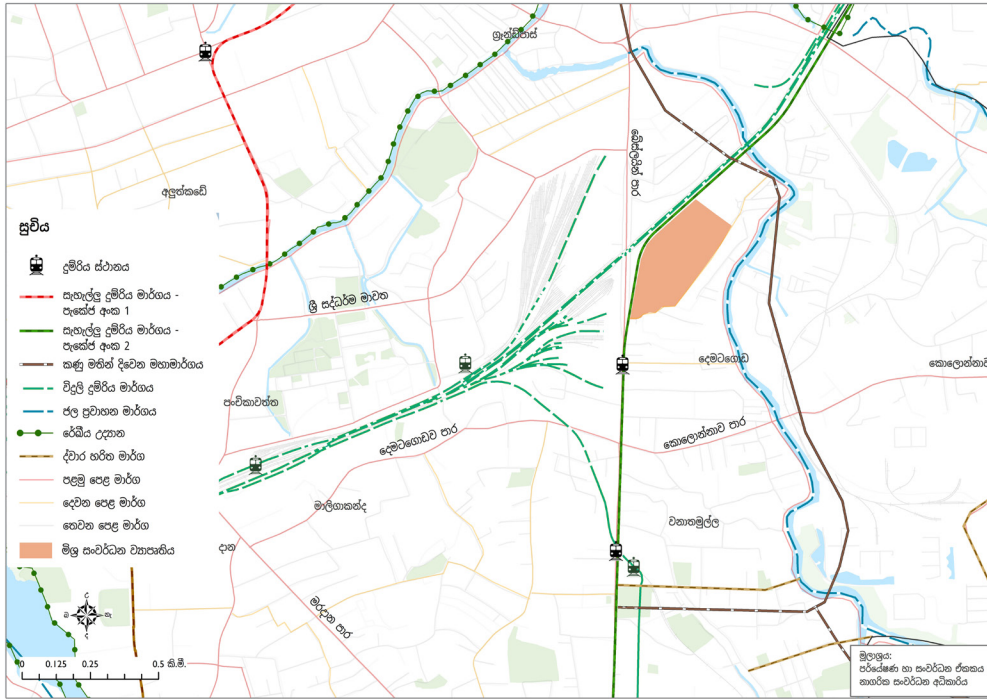 ග්‍රෑන්ඩ්පාස්
බේස්ලයින් පාර
අලුත්කඩේ
සූචිය
දුම්රිය ස්ථානය
සැහැල්ලු දුම්රිය මාර්ගය -
පැකේජ අංක 1
සැහැල්ලු දුම්රිය මාර්ගය -
පැකේජ අංක 2
කණු මතින් දිවෙන මහාමාර්ගය
විදුලි දුම්රිය මාර්ගය
ජල ප්‍රවාහන මාර්ගය
රේඛීය උද්‍යාන
ද්වාර හරිත මාර්ග
පළමු පෙළ මාර්ග
දෙවන පෙළ මාර්ග
තෙවන පෙළ මාර්ග
මිශ්‍ර සංවර්ධන ව්‍යාපෘතිය
ශ්‍රී සද්ධර්ම මාවත
දෙමටගොඩ
කොලොන්නාව
පංචිකාවත්ත
දෙමටගොඩව පාර
කොලොන්නාව පාර
මාලිගාකන්ද
වනාතමුල්ල
දාන
මරදාන පාර
උ
බ
නැ
ද
0 0.125 0.25 0.5 කි.මී.
මූලාශ්‍රය:
පර්යේෂණ හා සංවර්ධන ඒකකය
නාගරික සංවර්ධන අධිකාරිය